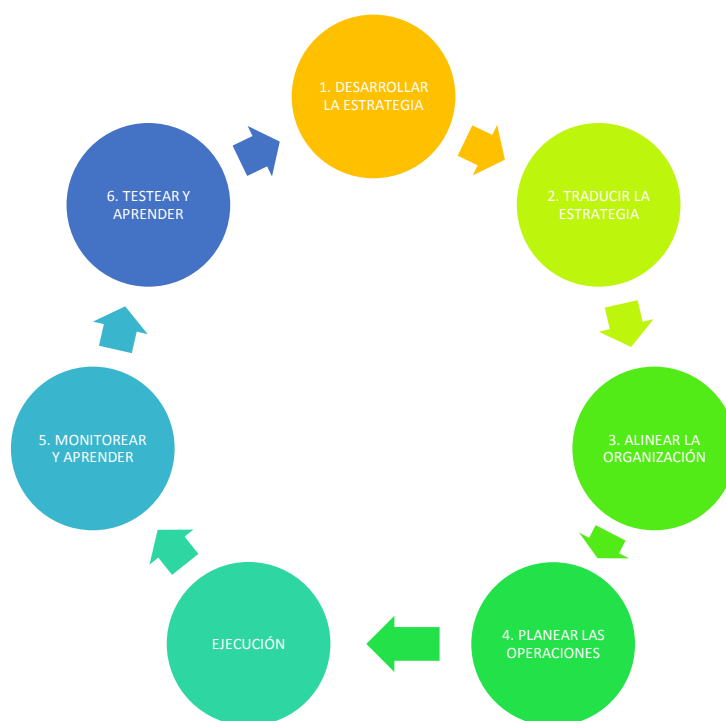 1. DESARROLLAR
LA ESTRATEGIA
2. TRADUCIR LA
ESTRATEGIA
3. ALINEAR LA
ORGANIZACIÓN
4. PLANEAR LAS
OPERACIONES
EJECUCIÓN
5. MONITOREAR
Y APRENDER
6. TESTEAR Y
APRENDER